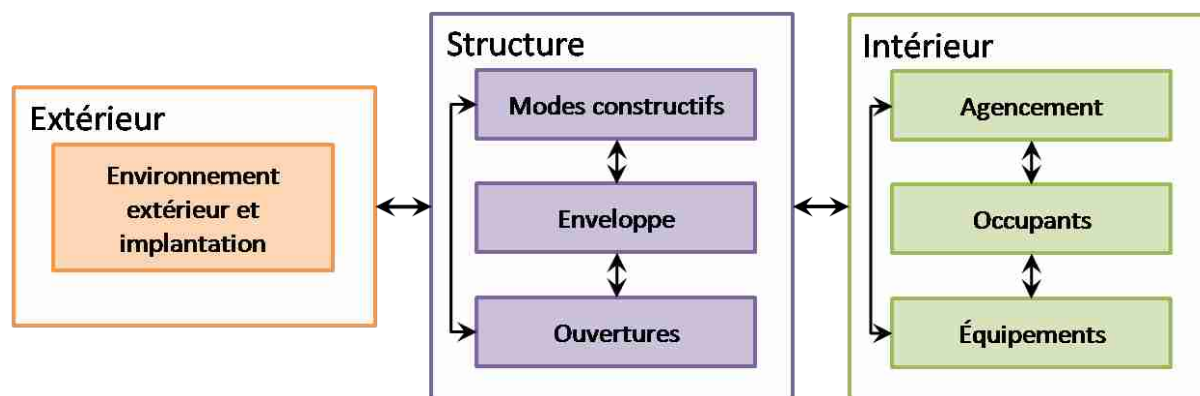 Extérieur
Environnement
extérieur et
implantation
Structure
Modes constructifs
Enveloppe
Ouvertures
Intérieur
Agencement
Occupants
Équipements